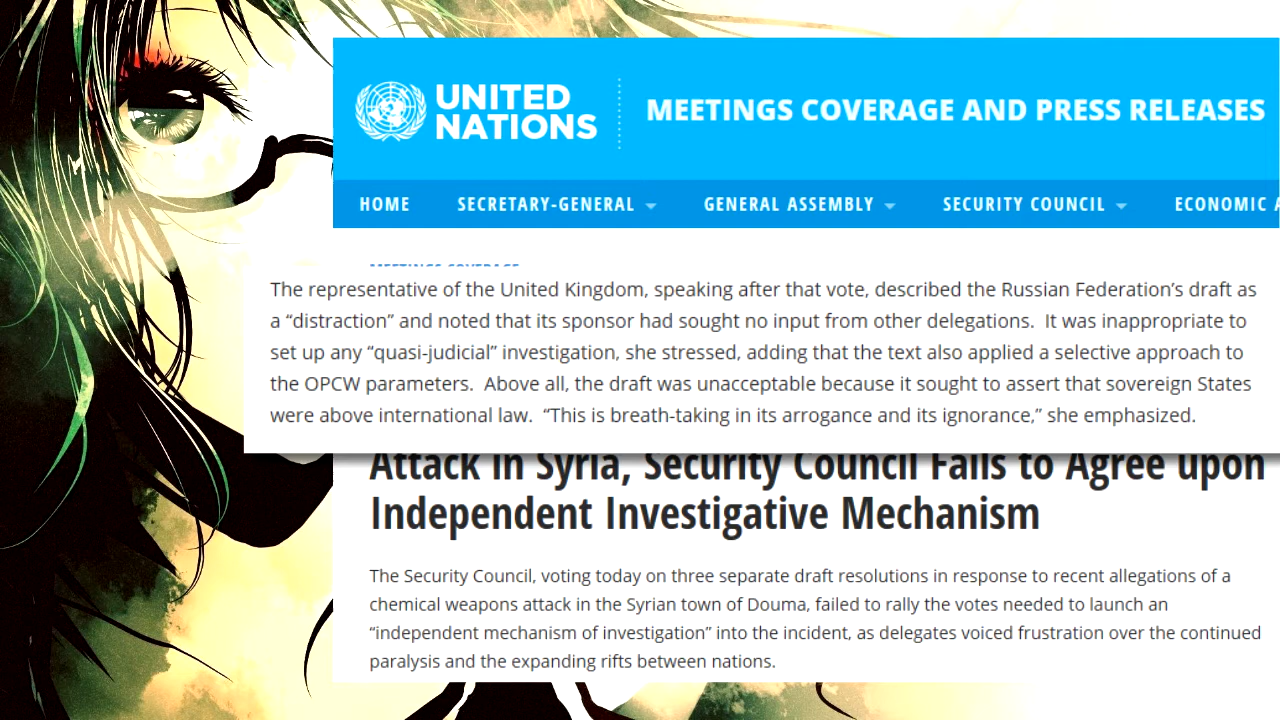 UNITED
NATIONS
MEETINGS COVERAGE AND PRESS RELEASES
HOME SECRETARY-GENERAL GENERAL ASSEMBLY SECURITY COUNCIL ECONOMIC
MEETINGS COVERAGE
The representative of the United Kingdom, speaking after that vote, described the Russian Federation’s draft as
a “distraction” and noted that its sponsor had sought no input from other delegations.  It was inappropriate to
set up any “quasi-judicial” investigation, she stressed, adding that the text also applied a selective approach to
the OPCW parameters.  Above all, the draft was unacceptable because it sought to assert that sovereign States
were above international law.  “This is breath-taking in its arrogance and its ignorance,” she emphasized.
Attack in Syria, Security Council Fails to Agree upon
Independent Investigative Mechanism
The Security Council, voting today on three separate draft resolutions in response to recent allegations of a
chemical weapons attack in the Syrian town of Douma, failed to rally the votes needed to launch an
“independent mechanism of investigation” into the incident, as delegates voiced frustration over the continued
paralysis and the expanding rifts between nations.